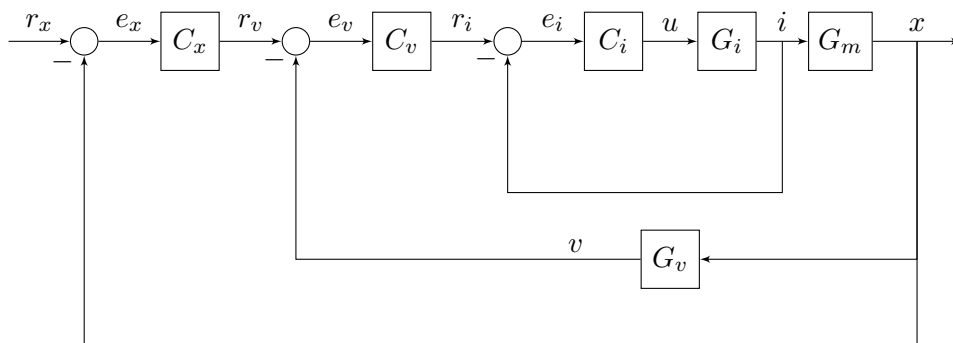 r_x e_x C_x r_v e_v C_v r_i e_i C_i u G_i i G_m x
− − −
v G_v